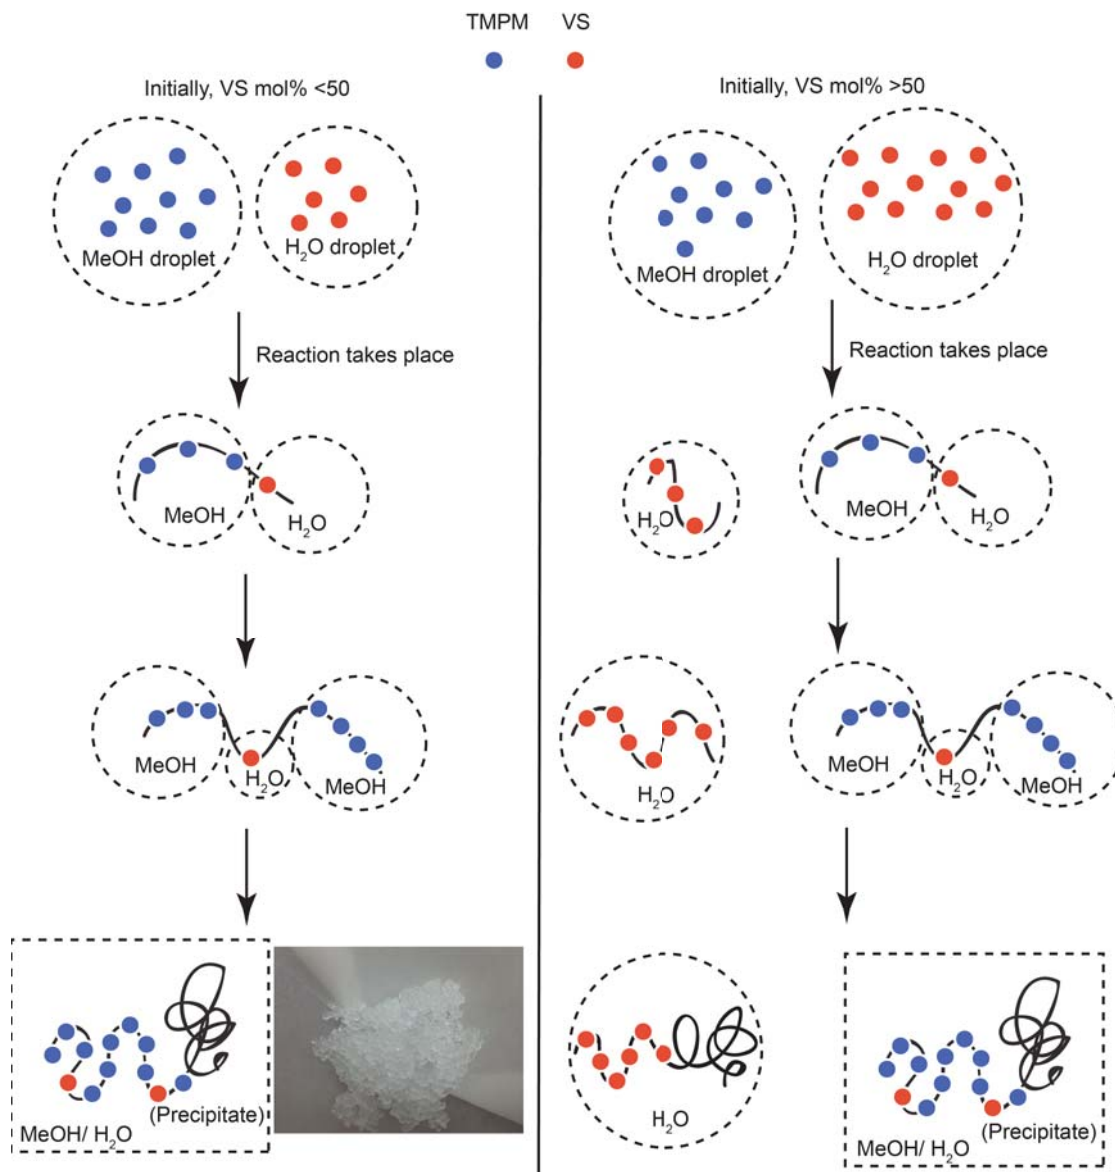 TMPM VS
Initially, VS mol% <50
MeOH droplet
H₂O droplet
Reaction takes place
MeOH
H₂O
MeOH
H₂O
MeOH
(Precipitate)
MeOH/ H₂O
Initially, VS mol% >50
MeOH droplet
H₂O droplet
Reaction takes place
H₂O
MeOH
H₂O
H₂O
MeOH
H₂O
MeOH
H₂O
(Precipitate)
MeOH/ H₂O